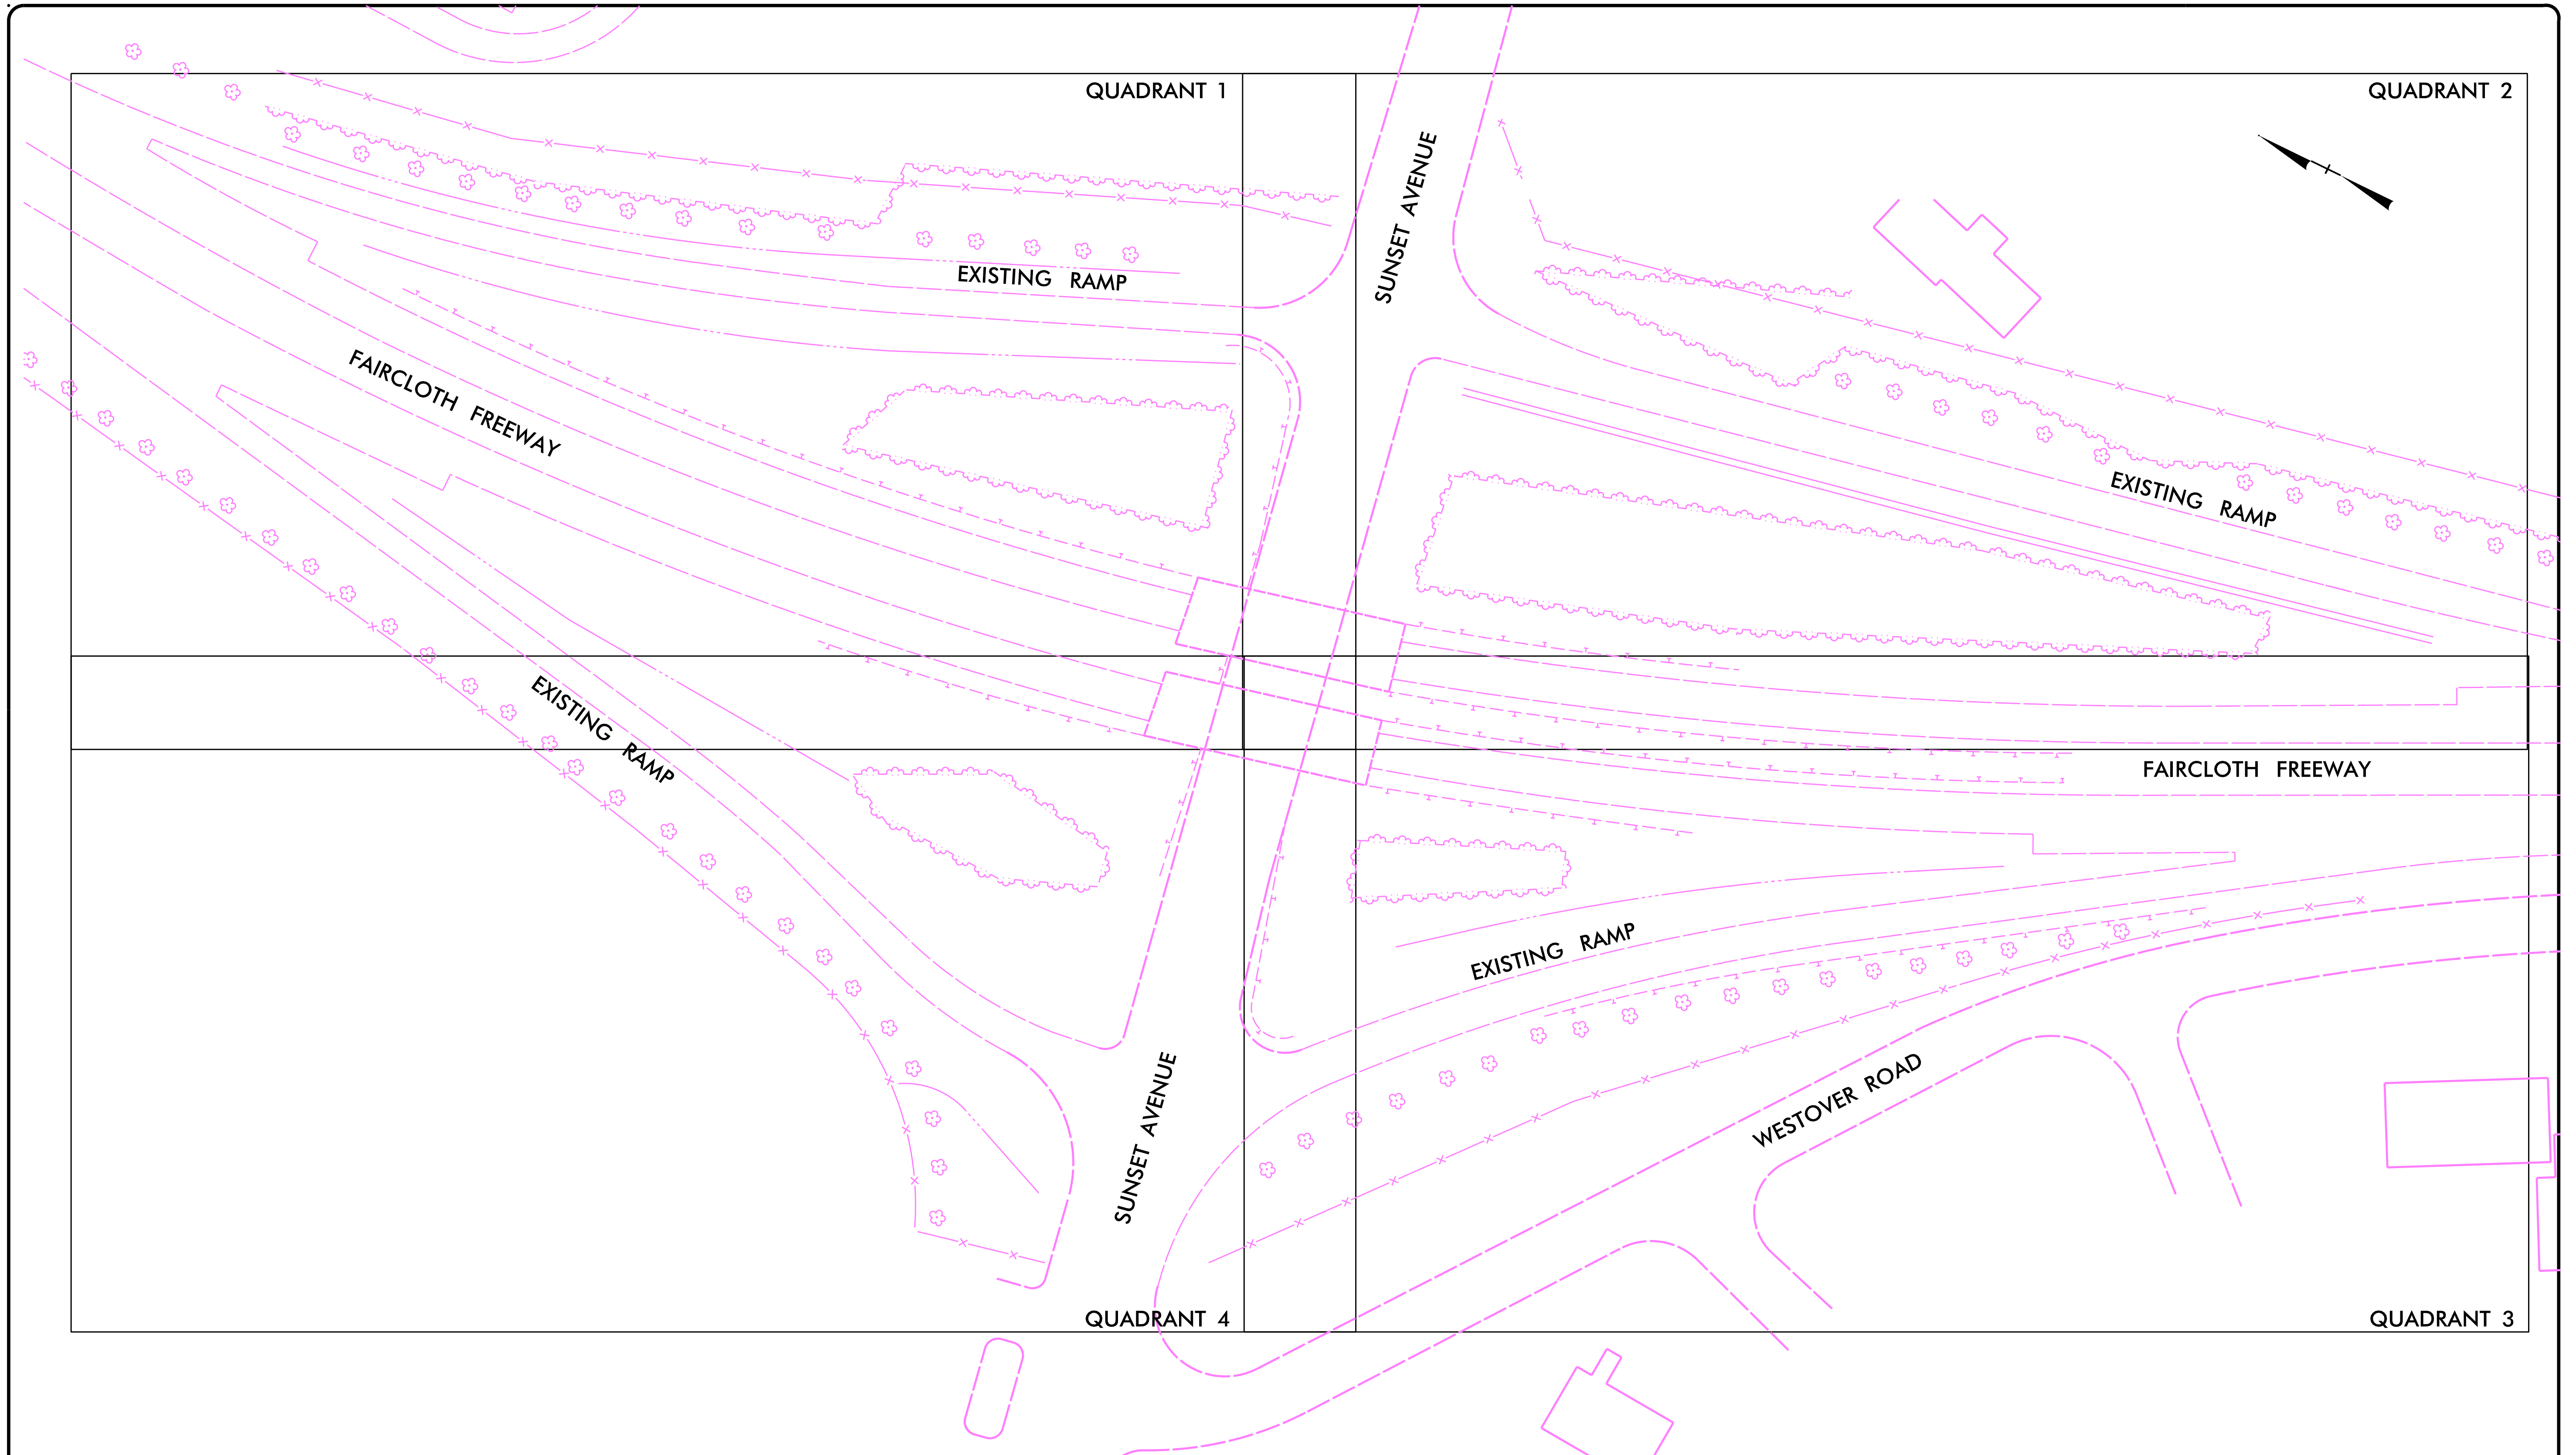 QUADRANT 1
QUADRANT 2
SUNSET AVENUE
EXISTING RAMP
FAIRCLOTH FREEWAY
EXISTING RAMP
EXISTING RAMP
FAIRCLOTH FREEWAY
EXISTING RAMP
WESTOVER ROAD
SUNSET AVENUE
QUADRANT 4
QUADRANT 3